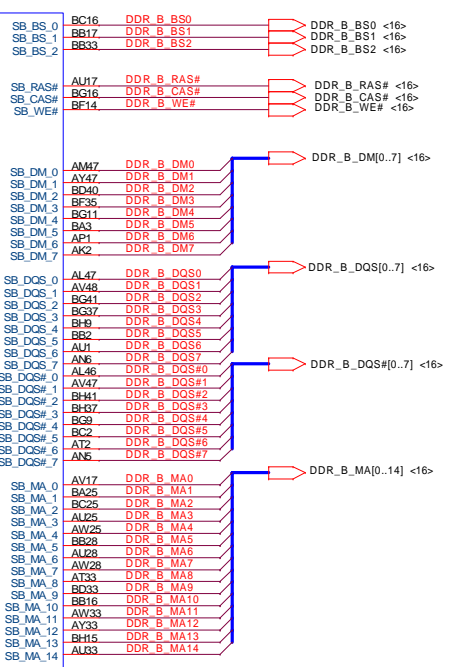 SB_BS_0 BC16 DDR_B_BS0 DDR_B_BS0 <16>
SB_BS_1 BB17 DDR_B_BS1 DDR_B_BS1 <16>
SB_BS_2 BB33 DDR_B_BS2 DDR_B_BS2 <16>
SB_RAS# AU17 DDR_B_RAS# DDR_B_RAS# <16>
SB_CAS# BG16 DDR_B_CAS# DDR_B_CAS# <16>
SB_WE# BF14 DDR_B_WE# DDR_B_WE# <16>
DDR_B_DM[0..7] <16>
SB_DM_0 AM47 DDR_B_DM0
SB_DM_1 AY47 DDR_B_DM1
SB_DM_2 BD40 DDR_B_DM2
SB_DM_3 BF35 DDR_B_DM3
SB_DM_4 BG11 DDR_B_DM4
SB_DM_5 BA3 DDR_B_DM5
SB_DM_6 AP1 DDR_B_DM6
SB_DM_7 AK2 DDR_B_DM7
DDR_B_DQS[0..7] <16>
SB_DQS_0 AL47 DDR_B_DQS0
SB_DQS_1 AV48 DDR_B_DQS1
SB_DQS_2 BG41 DDR_B_DQS2
SB_DQS_3 BG37 DDR_B_DQS3
SB_DQS_4 BH9 DDR_B_DQS4
SB_DQS_5 BB2 DDR_B_DQS5
SB_DQS_6 AU1 DDR_B_DQS6
SB_DQS_7 AN6 DDR_B_DQS7
DDR_B_DQS#[0..7] <16>
SB_DQS#_0 AL46 DDR_B_DQS#0
SB_DQS#_1 AV47 DDR_B_DQS#1
SB_DQS#_2 BH41 DDR_B_DQS#2
SB_DQS#_3 BH37 DDR_B_DQS#3
SB_DQS#_4 BG9 DDR_B_DQS#4
SB_DQS#_5 BC2 DDR_B_DQS#5
SB_DQS#_6 AT2 DDR_B_DQS#6
SB_DQS#_7 AN5 DDR_B_DQS#7
DDR_B_MA[0..14] <16>
SB_MA_0 AV17 DDR_B_MA0
SB_MA_1 BA25 DDR_B_MA1
SB_MA_2 BC25 DDR_B_MA2
SB_MA_3 AU25 DDR_B_MA3
SB_MA_4 AW25 DDR_B_MA4
SB_MA_5 BB28 DDR_B_MA5
SB_MA_6 AU28 DDR_B_MA6
SB_MA_7 AW28 DDR_B_MA7
SB_MA_8 AT33 DDR_B_MA8
SB_MA_9 BD33 DDR_B_MA9
SB_MA_10 BB16 DDR_B_MA10
SB_MA_11 AW33 DDR_B_MA11
SB_MA_12 AY33 DDR_B_MA12
SB_MA_13 BH15 DDR_B_MA13
SB_MA_14 AU33 DDR_B_MA14